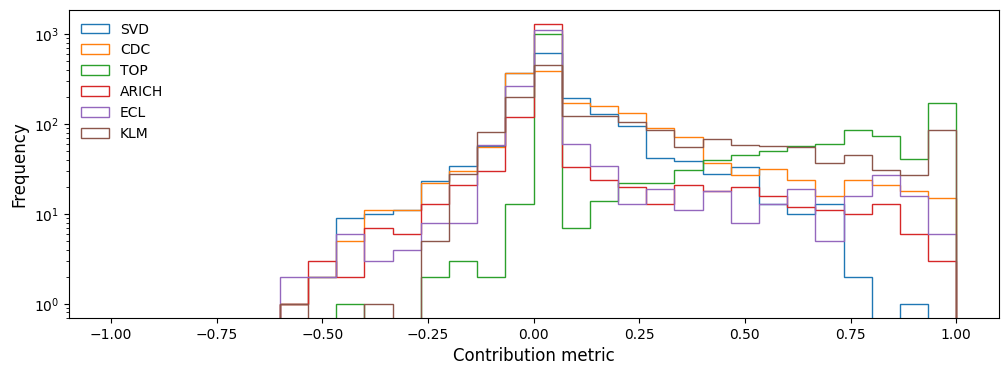 SVD
CDC
TOP
ARICH
ECL
KLM
Frequency
10³
10²
10¹
10⁰
−1.00 −0.75 −0.50 −0.25 0.00 0.25 0.50 0.75 1.00
Contribution metric